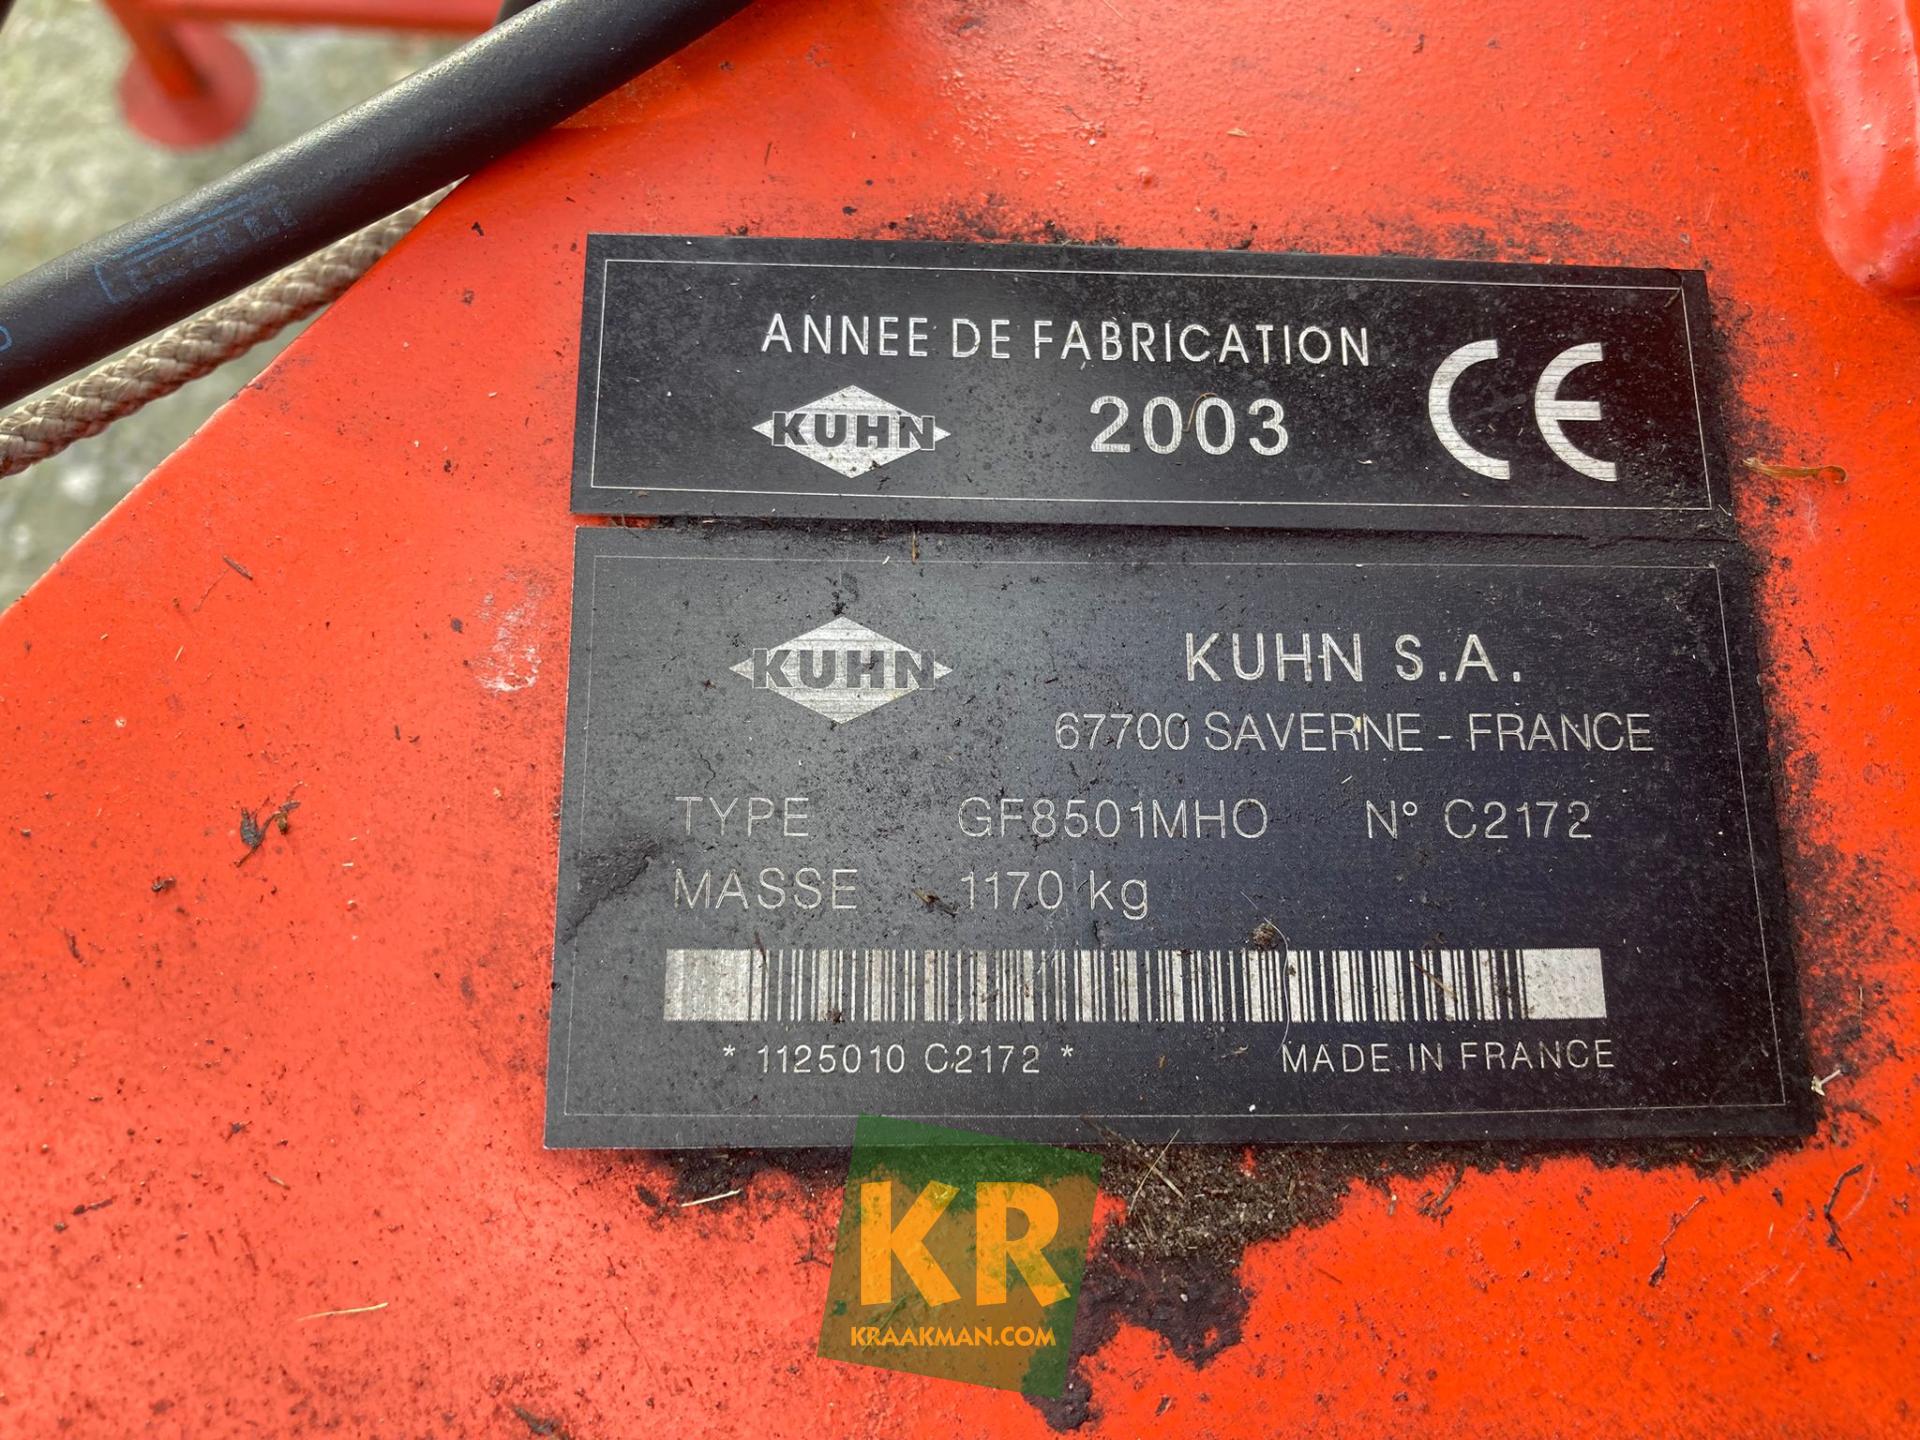 ANNEE DE FABRICATION
KUHN
2003
CE
KUHN
KUHN S.A.
67700 SAVERNE - FRANCE
TYPE GF8501MHO N° C2172
MASSE 1170 kg
* 1125010 C2172 * MADE IN FRANCE
KR
KRAAKMAN.COM